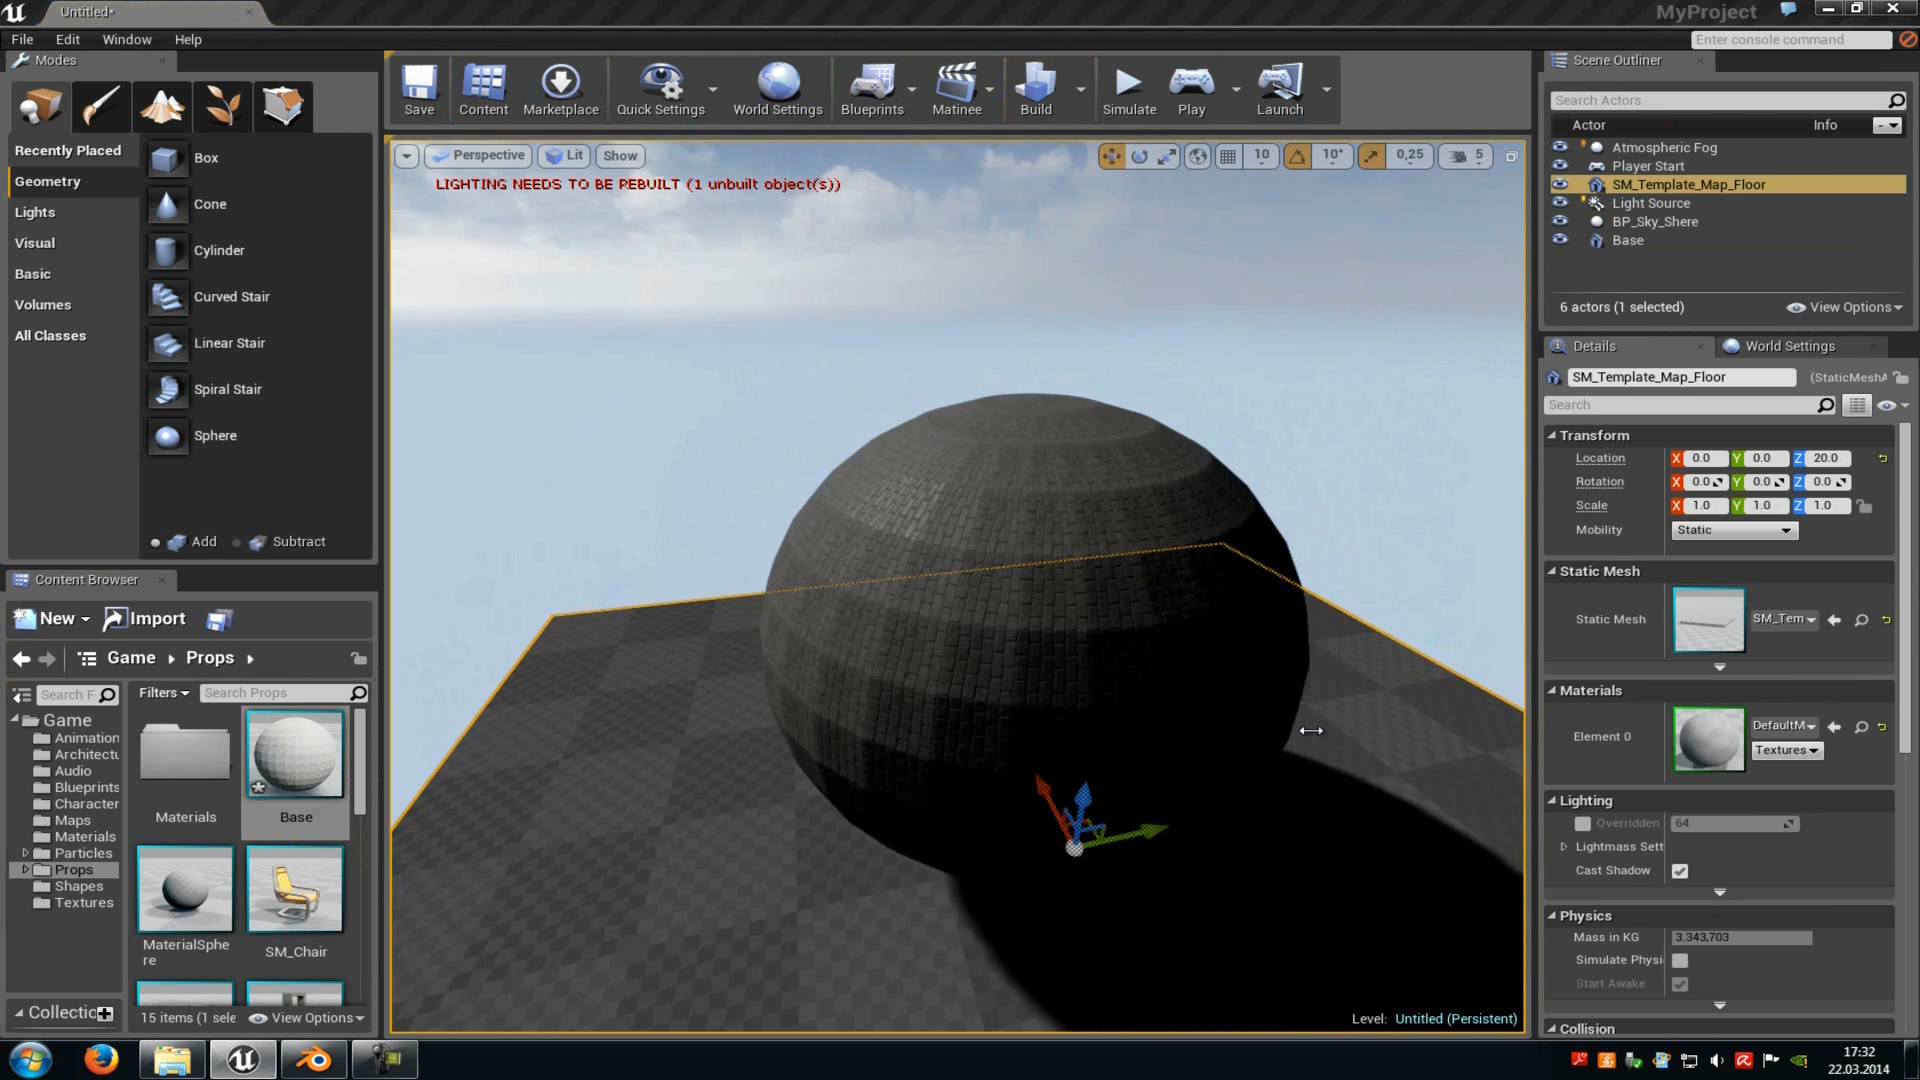 Untitled*
MyProject
File Edit Window Help
Enter console command
Modes
Recently Placed
Geometry
Lights
Visual
Basic
Volumes
All Classes
Box
Cone
Cylinder
Curved Stair
Linear Stair
Spiral Stair
Sphere
Add Subtract
Save Content Marketplace Quick Settings World Settings Blueprints Matinee Build Simulate Play Launch
Perspective Lit Show
10 10° 0,25 5
LIGHTING NEEDS TO BE REBUILT (1 unbuilt object(s))
Level: Untitled (Persistent)
Content Browser
New Import
Game Props
Search F
Filters Search Props
Game
Animation
Architectu
Audio
Blueprints
Character
Maps
Materials
Particles
Props
Shapes
Textures
Collectio
Materials
Base
MaterialSphe
re
SM_Chair
15 items (1 sele View Options
Scene Outliner
Search Actors
Actor Info
Atmospheric Fog
Player Start
SM_Template_Map_Floor
Light Source
BP_Sky_Shere
Base
6 actors (1 selected) View Options
Details World Settings
SM_Template_Map_Floor (StaticMeshA
Search
Transform
Location X 0.0 Y 0.0 Z 20.0
Rotation X 0.0 Y 0.0 Z 0.0
Scale X 1.0 Y 1.0 Z 1.0
Mobility Static
Static Mesh
Static Mesh SM_Tem
Materials
Element 0 DefaultM
Textures
Lighting
Overridden 64
Lightmass Sett
Cast Shadow
Physics
Mass in KG 3.343,703
Simulate Physi
Start Awake
Collision
17:32
22.03.2014